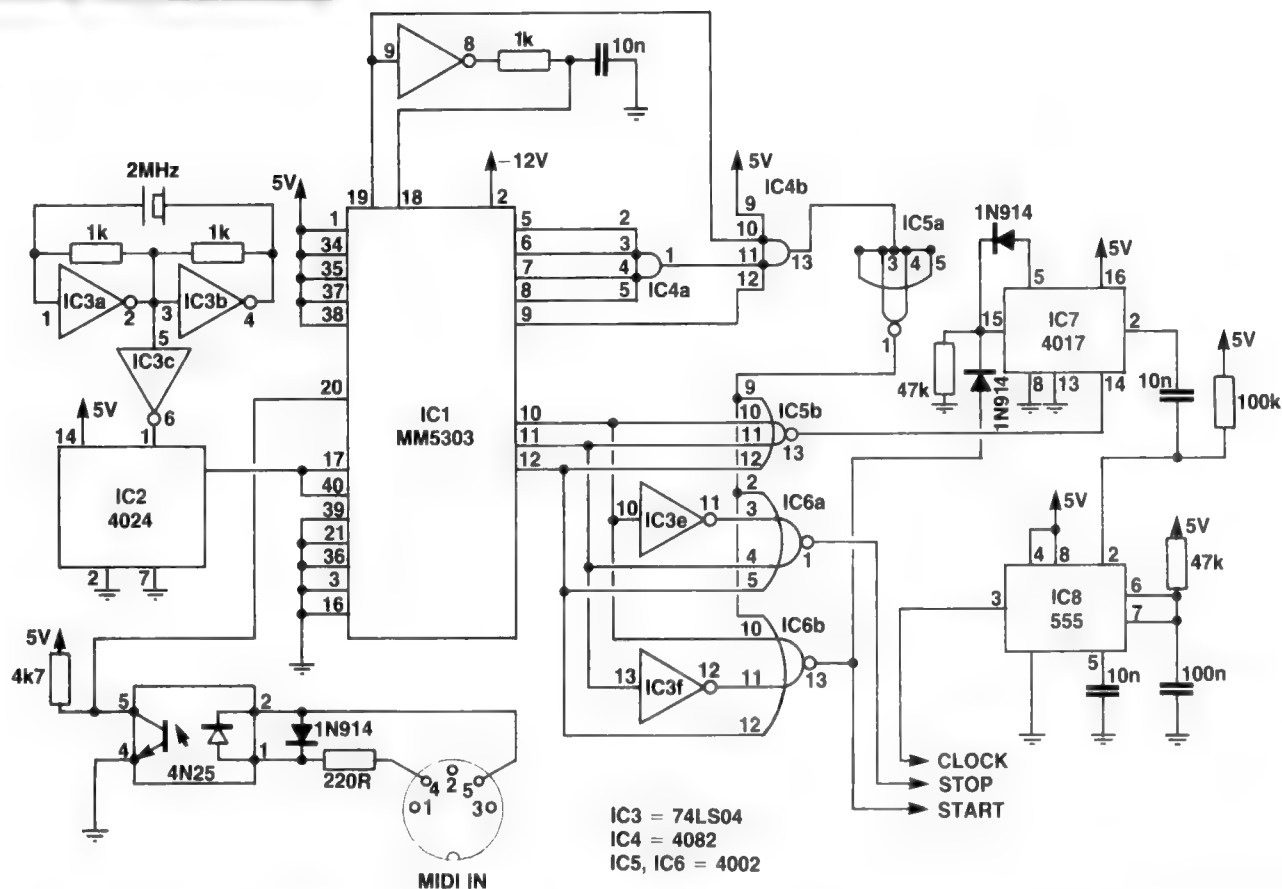 9
8
1k
10n
2MHz
1k
1k
IC3a
1
2
3
IC3b
4
5
IC3c
6
1
5V
14
IC2
4024
2
7
5V
1
34
35
37
38
20
17
40
39
21
36
3
16
19
18
-12V
2
IC1
MM5303
5
6
7
8
9
10
11
12
2
3
4
5
1
IC4a
5V
IC4b
9
10
11
12
13
IC5a
3
4
5
1
9
10
11
12
IC5b
13
10
IC3e
11
2
3
4
5
IC6a
1
13
IC3f
12
10
11
12
IC6b
13
1N914
5
5V
16
15
IC7
4017
2
47k
1N914
8
13
14
10n
5V
100k
5V
4
8
2
3
IC8
555
6
7
5
10n
5V
47k
100n
CLOCK
STOP
START
5V
4k7
5
4
4N25
2
1
1N914
220R
4
2
5
1
3
MIDI IN
IC3 = 74LS04
IC4 = 4082
IC5, IC6 = 4002